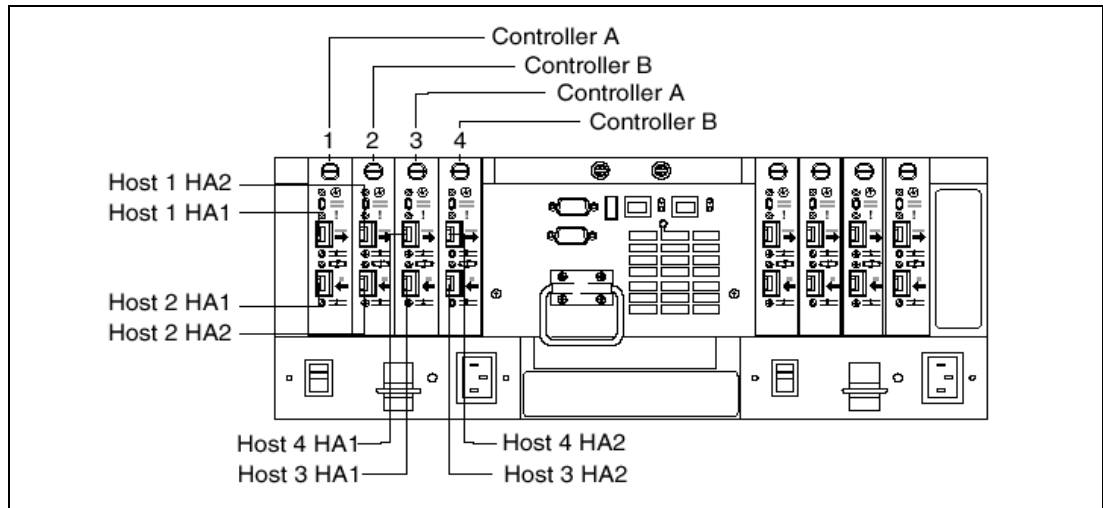 Controller A
Controller B
Controller A
Controller B
1 2 3 4
Host 1 HA2
Host 1 HA1
Host 2 HA1
Host 2 HA2
Host 4 HA1
Host 4 HA2
Host 3 HA1
Host 3 HA2